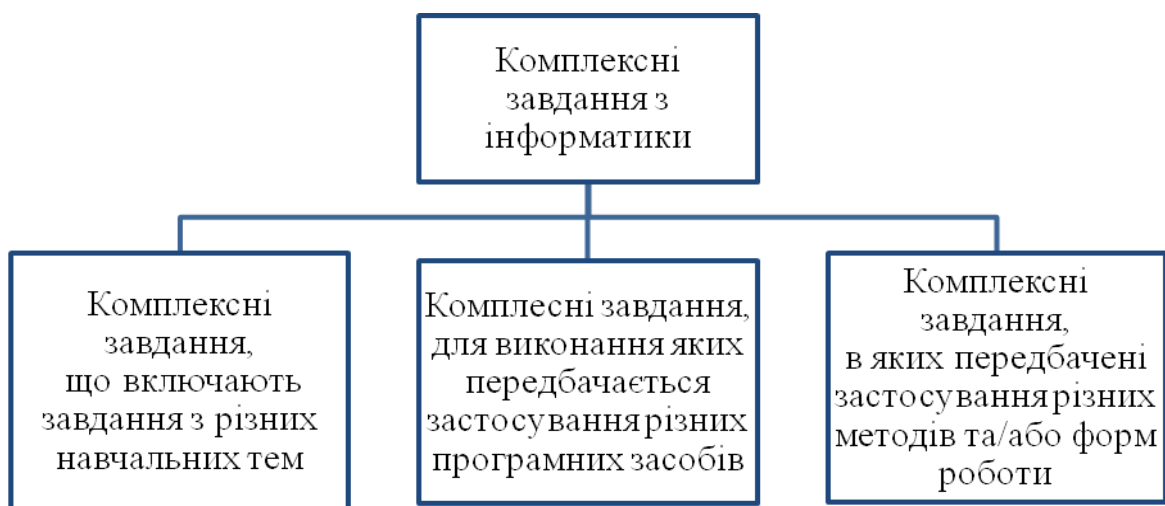 Комплексні
завдання з
інформатики
Комплексні
завдання,
що включають
завдання з різних
навчальних тем
Комплесні завдання,
для виконання яких
передбачається
застосування різних
програмних засобів
Комплексні
завдання,
в яких передбачені
застосування різних
методів та/або форм
роботи